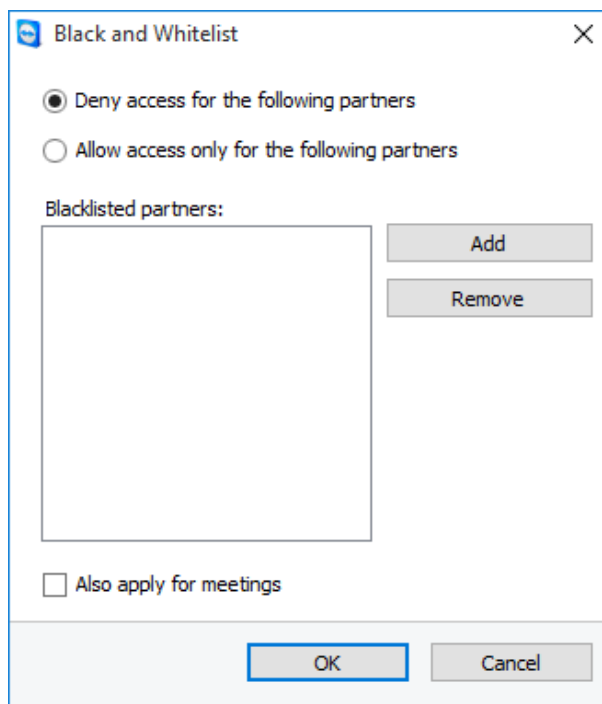 Black and Whitelist
Deny access for the following partners
Allow access only for the following partners
Blacklisted partners:
Add
Remove
Also apply for meetings
OK
Cancel